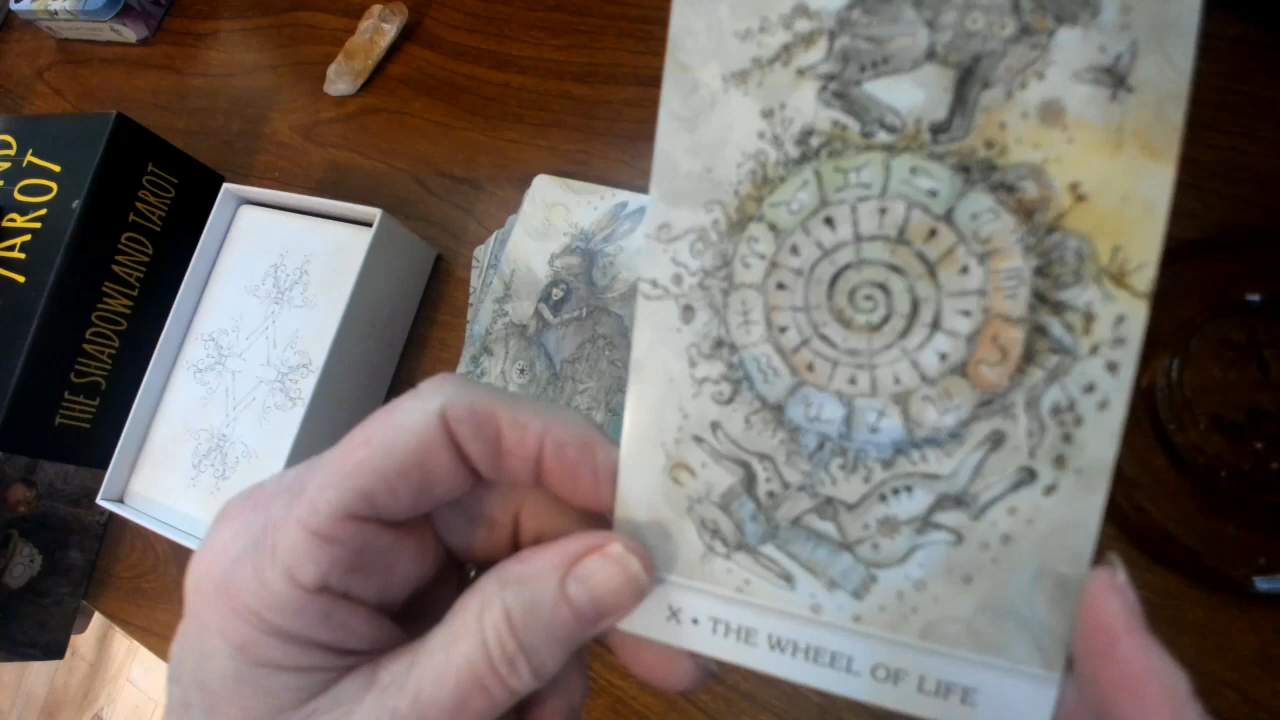 TAROT
THE SHADOWLAND TAROT
X • THE WHEEL OF LIFE